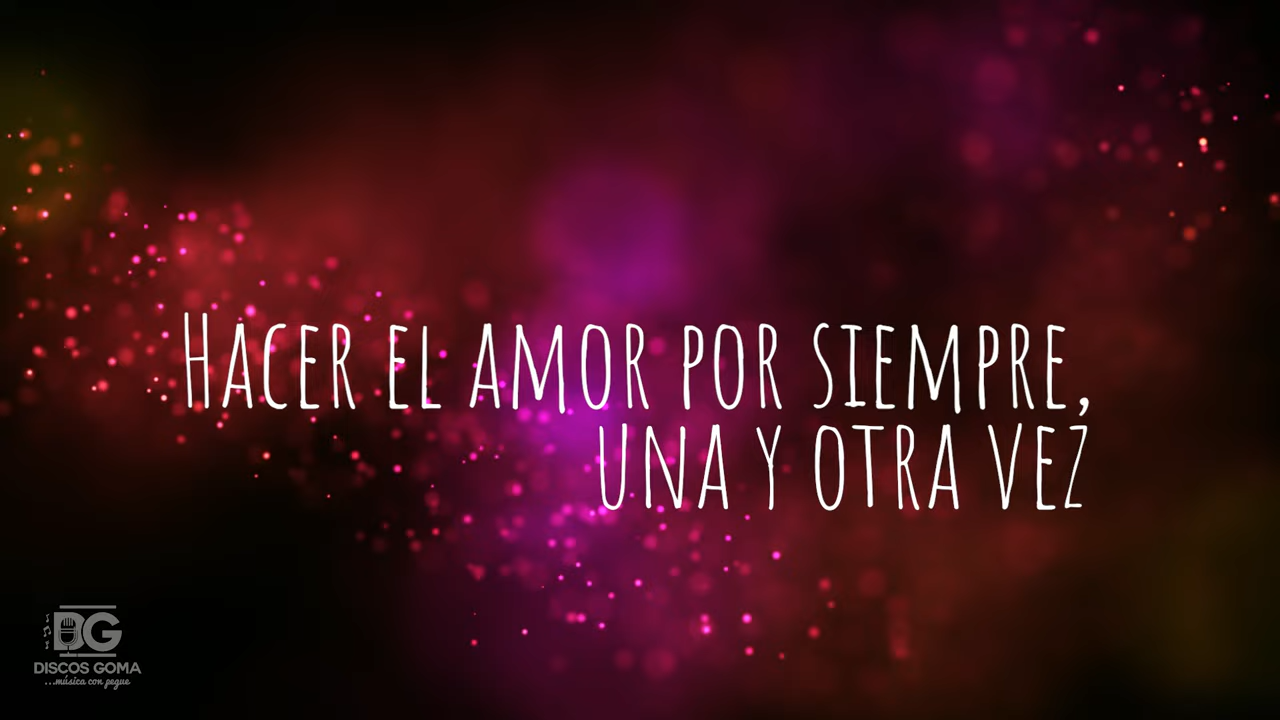 Hacer el amor por siempre,
una y otra vez
DG
DISCOS GOMA
...música con pegue